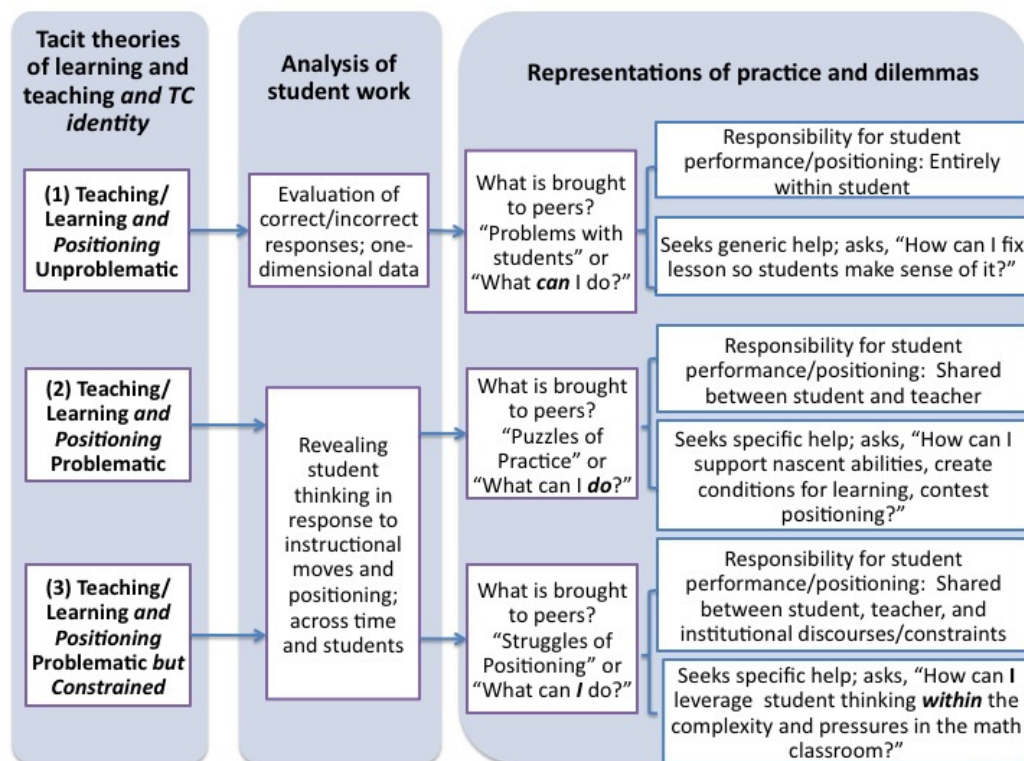 Tacit theories
of learning and
teaching and TC
identity
Analysis of
student work
Representations of practice and dilemmas
(1) Teaching/
Learning and
Positioning
Unproblematic
Evaluation of
correct/incorrect
responses; one-
dimensional data
What is brought
to peers?
“Problems with
students” or
“What can I do?”
Responsibility for student
performance/positioning: Entirely
within student
Seeks generic help; asks, “How can I fix
lesson so students make sense of it?”
(2) Teaching/
Learning and
Positioning
Problematic
Revealing
student
thinking in
response to
instructional
moves and
positioning;
across time
and students
What is brought
to peers?
“Puzzles of
Practice” or
“What can I do?”
Responsibility for student
performance/positioning: Shared
between student and teacher
Seeks specific help; asks, “How can I
support nascent abilities, create
conditions for learning, contest
positioning?”
(3) Teaching/
Learning and
Positioning
Problematic but
Constrained
What is brought
to peers?
“Struggles of
Positioning” or
“What can I do?”
Responsibility for student
performance/positioning: Shared
between student, teacher, and
institutional discourses/constraints
Seeks specific help; asks, “How can I
leverage student thinking within the
complexity and pressures in the math
classroom?”